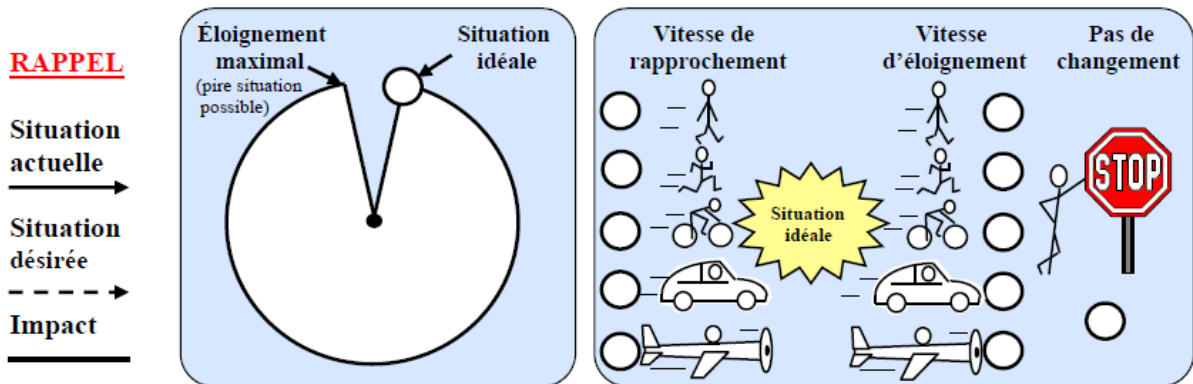 RAPPEL
Situation
actuelle
Situation
désirée
Impact
Éloignement
maximal
(pire situation
possible)
Situation
idéale
Vitesse de
rapprochement
Vitesse
d'éloignement
Pas de
changement
Situation
idéale
STOP